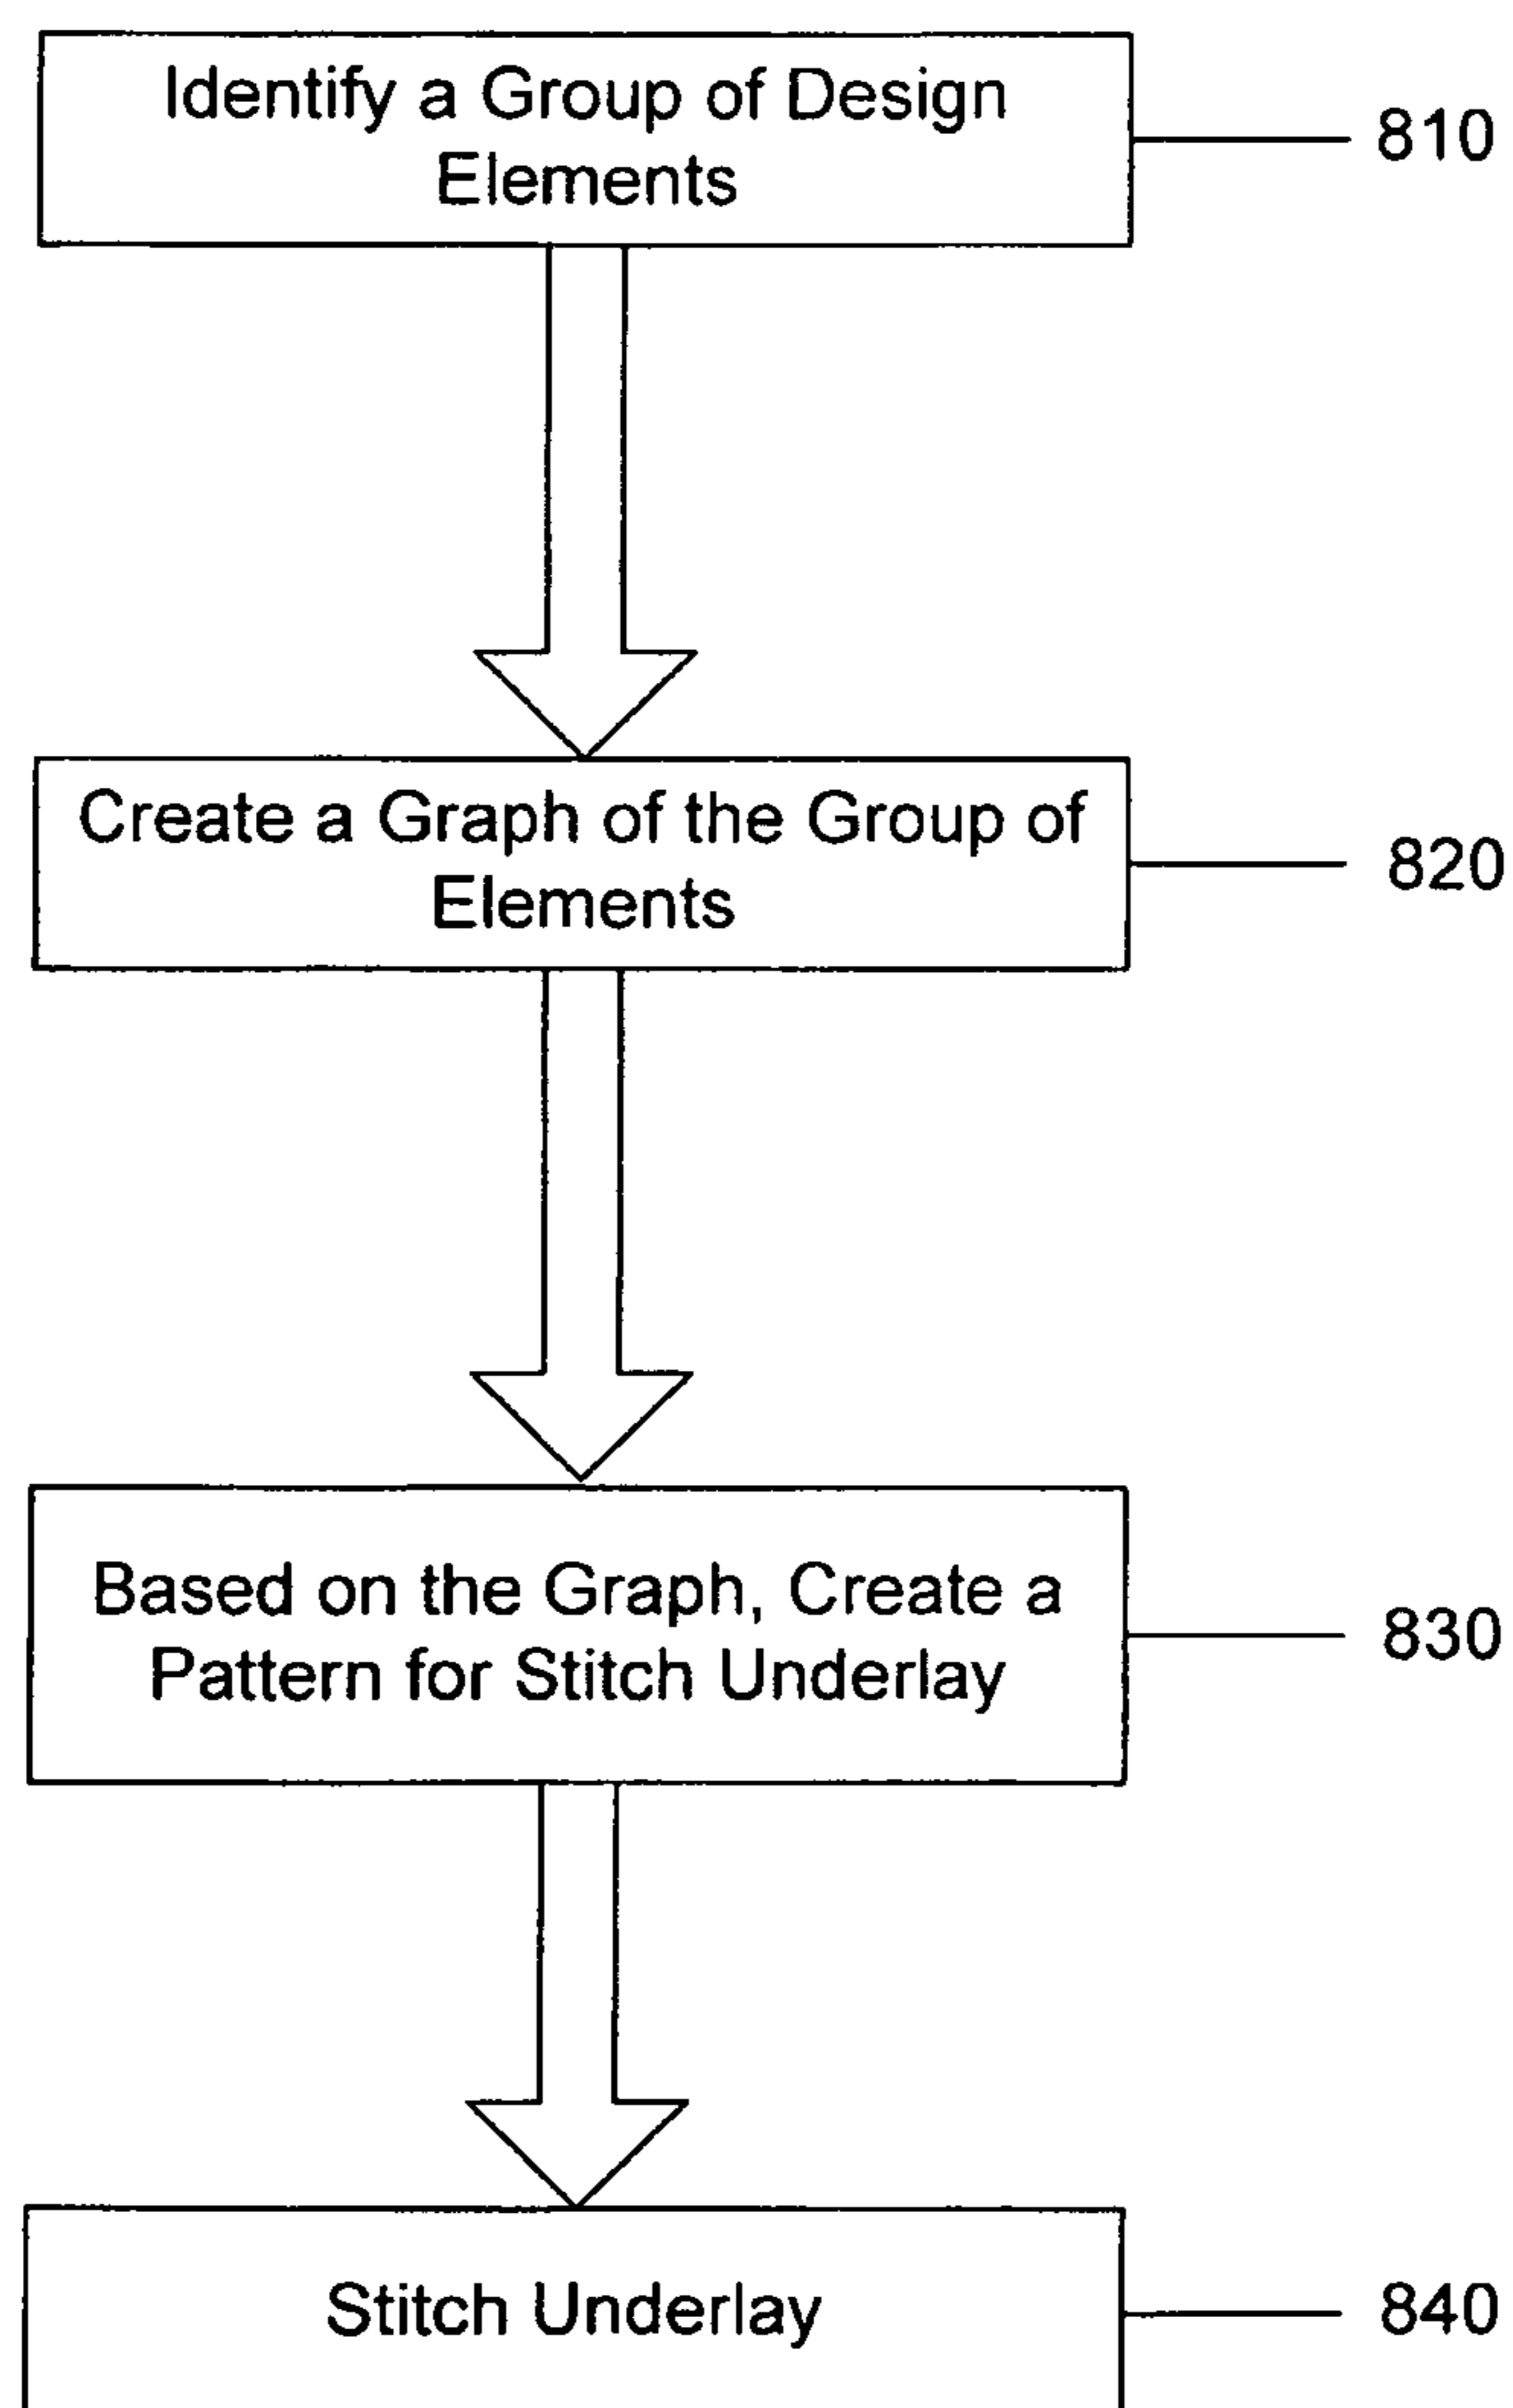 Identify a Group of Design
Elements
810
Create a Graph of the Group of
Elements
820
Based on the Graph, Create a
Pattern for Stitch Underlay
830
Stitch Underlay
840